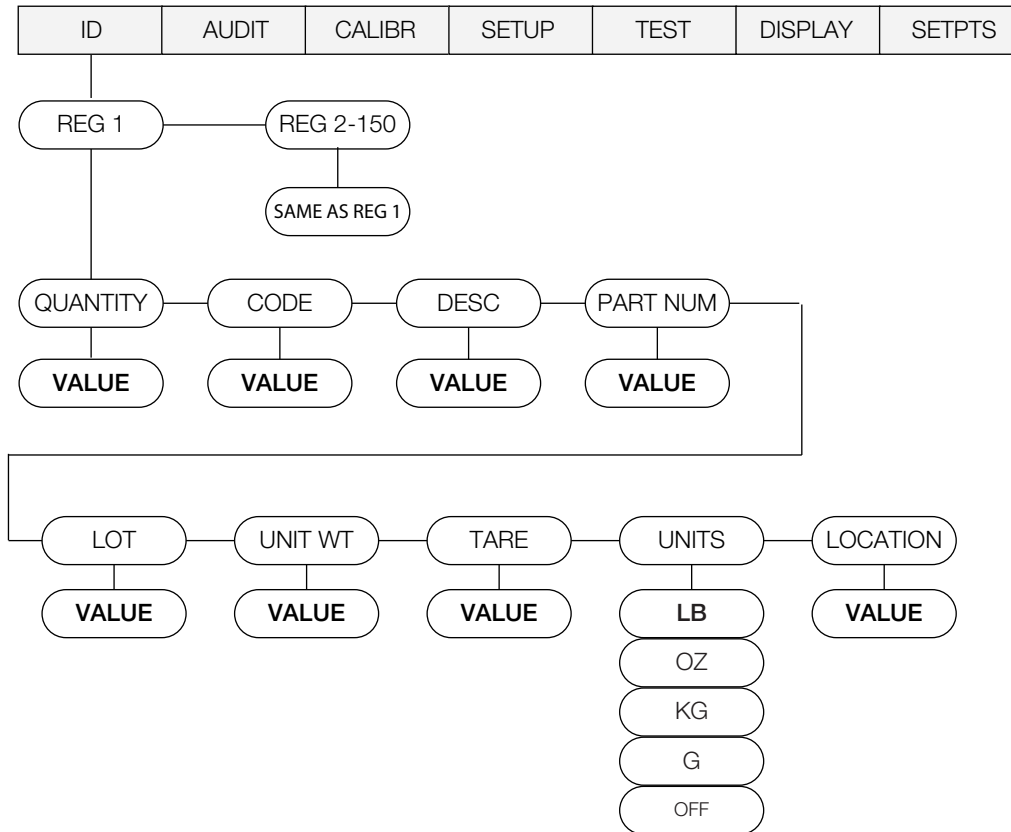 ID AUDIT CALIBR SETUP TEST DISPLAY SETPTS
REG 1 REG 2-150
SAME AS REG 1
QUANTITY CODE DESC PART NUM
VALUE VALUE VALUE VALUE
LOT UNIT WT TARE UNITS LOCATION
VALUE VALUE VALUE LB VALUE
OZ
KG
G
OFF